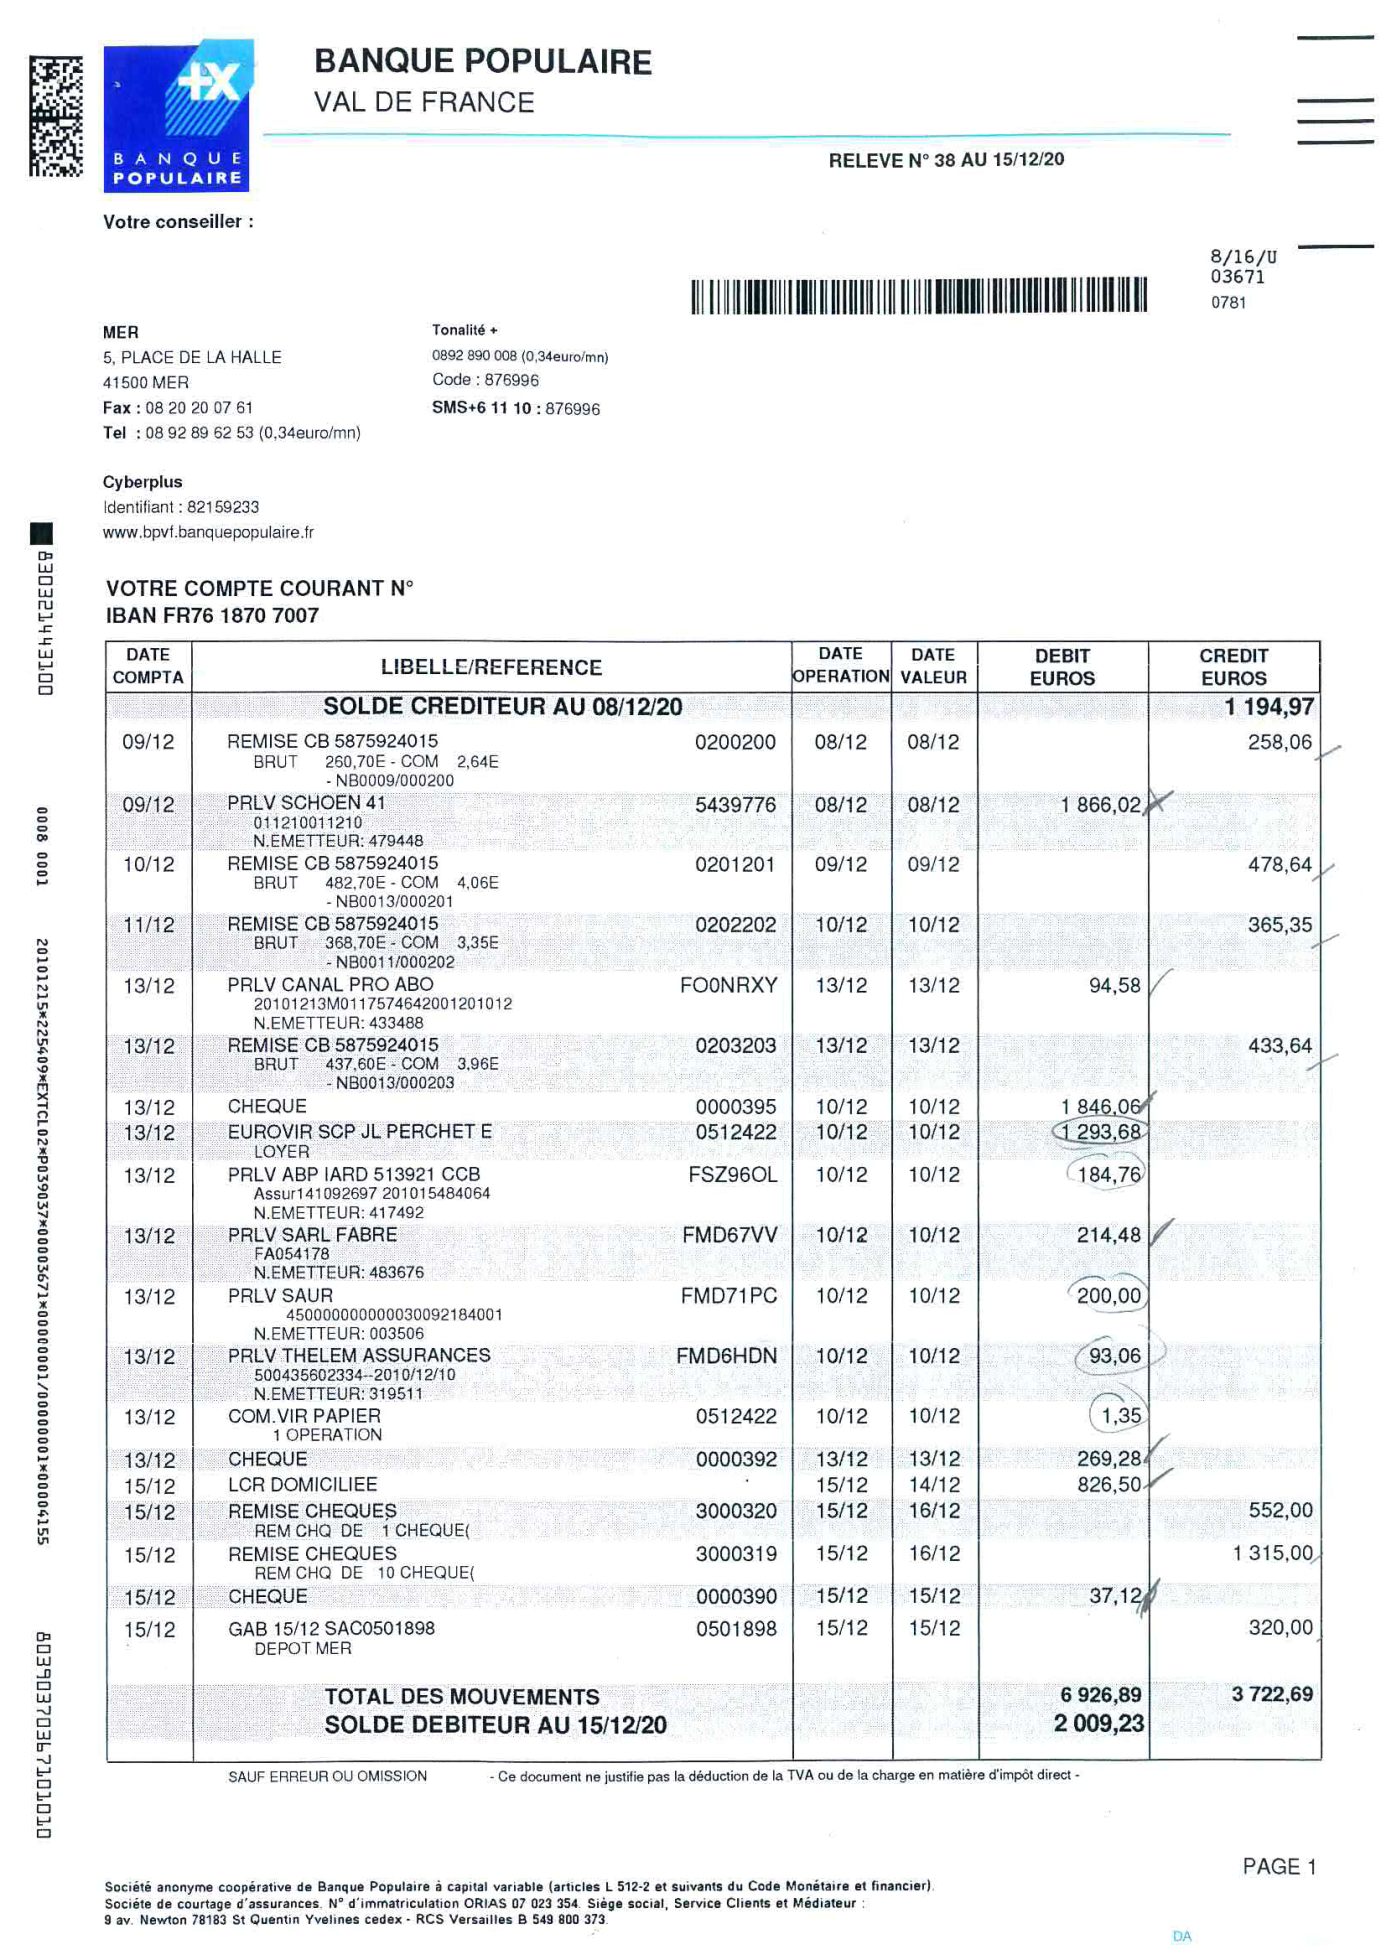 BANQUE POPULAIRE
VAL DE FRANCE
+X
BANQUE
POPULAIRE
RELEVE N° 38 AU 15/12/20
Votre conseiller :
8/16/U
03671
0781
MER
5, PLACE DE LA HALLE
41500 MER
Fax : 08 20 20 07 61
Tel : 08 92 89 62 53 (0,34euro/mn)
Tonalité +
0892 890 008 (0,34euro/mn)
Code : 876996
SMS+6 11 10 : 876996
Cyberplus
Identifiant : 82159233
www.bpvf.banquepopulaire.fr
VOTRE COMPTE COURANT N°
IBAN FR76 1870 7007
DATE COMPTA LIBELLE/REFERENCE DATE OPERATION DATE VALEUR DEBIT EUROS CREDIT EUROS
SOLDE CREDITEUR AU 08/12/20 1 194,97
09/12 REMISE CB 5875924015 0200200 08/12 08/12 258,06
BRUT 260,70E - COM 2,64E
- NB0009/000200
09/12 PRLV SCHOEN 41 5439776 08/12 08/12 1 866,02
011210011210
N.EMETTEUR: 479448
10/12 REMISE CB 5875924015 0201201 09/12 09/12 478,64
BRUT 482,70E - COM 4,06E
- NB0013/000201
11/12 REMISE CB 5875924015 0202202 10/12 10/12 365,35
BRUT 368,70E - COM 3,35E
- NB0011/000202
13/12 PRLV CANAL PRO ABO FO0NRXY 13/12 13/12 94,58
20101213M0117574642001201012
N.EMETTEUR: 433488
13/12 REMISE CB 5875924015 0203203 13/12 13/12 433,64
BRUT 437,60E - COM 3,96E
- NB0013/000203
13/12 CHEQUE 0000395 10/12 10/12 1 846,06
13/12 EUROVIR SCP JL PERCHET E 0512422 10/12 10/12 1 293,68
LOYER
13/12 PRLV ABP IARD 513921 CCB FSZ96OL 10/12 10/12 184,76
Assur141092697 201015484064
N.EMETTEUR: 417492
13/12 PRLV SARL FABRE FMD67VV 10/12 10/12 214,48
FA054178
N.EMETTEUR: 483676
13/12 PRLV SAUR FMD71PC 10/12 10/12 200,00
450000000000030092184001
N.EMETTEUR: 003506
13/12 PRLV THELEM ASSURANCES FMD6HDN 10/12 10/12 93,06
500435602334--2010/12/10
N.EMETTEUR: 319511
13/12 COM.VIR PAPIER 0512422 10/12 10/12 1,35
1 OPERATION
13/12 CHEQUE 0000392 13/12 13/12 269,28
15/12 LCR DOMICILIEE 15/12 14/12 826,50
15/12 REMISE CHEQUES 3000320 15/12 16/12 552,00
REM CHQ DE 1 CHEQUE(
15/12 REMISE CHEQUES 3000319 15/12 16/12 1 315,00
REM CHQ DE 10 CHEQUE(
15/12 CHEQUE 0000390 15/12 15/12 37,12
15/12 GAB 15/12 SAC0501898 0501898 15/12 15/12 320,00
DEPOT MER
TOTAL DES MOUVEMENTS 6 926,89 3 722,69
SOLDE DEBITEUR AU 15/12/20 2 009,23
SAUF ERREUR OU OMISSION - Ce document ne justifie pas la déduction de la TVA ou de la charge en matière d'impôt direct -
PAGE 1
Société anonyme coopérative de Banque Populaire à capital variable (articles L 512-2 et suivants du Code Monétaire et financier).
Sociéte de courtage d'assurances. N° d'immatriculation ORIAS 07 023 354. Siège social, Service Clients et Médiateur :
9 av. Newton 78183 St Quentin Yvelines cedex - RCS Versailles B 549 800 373.
DA
0008 0001